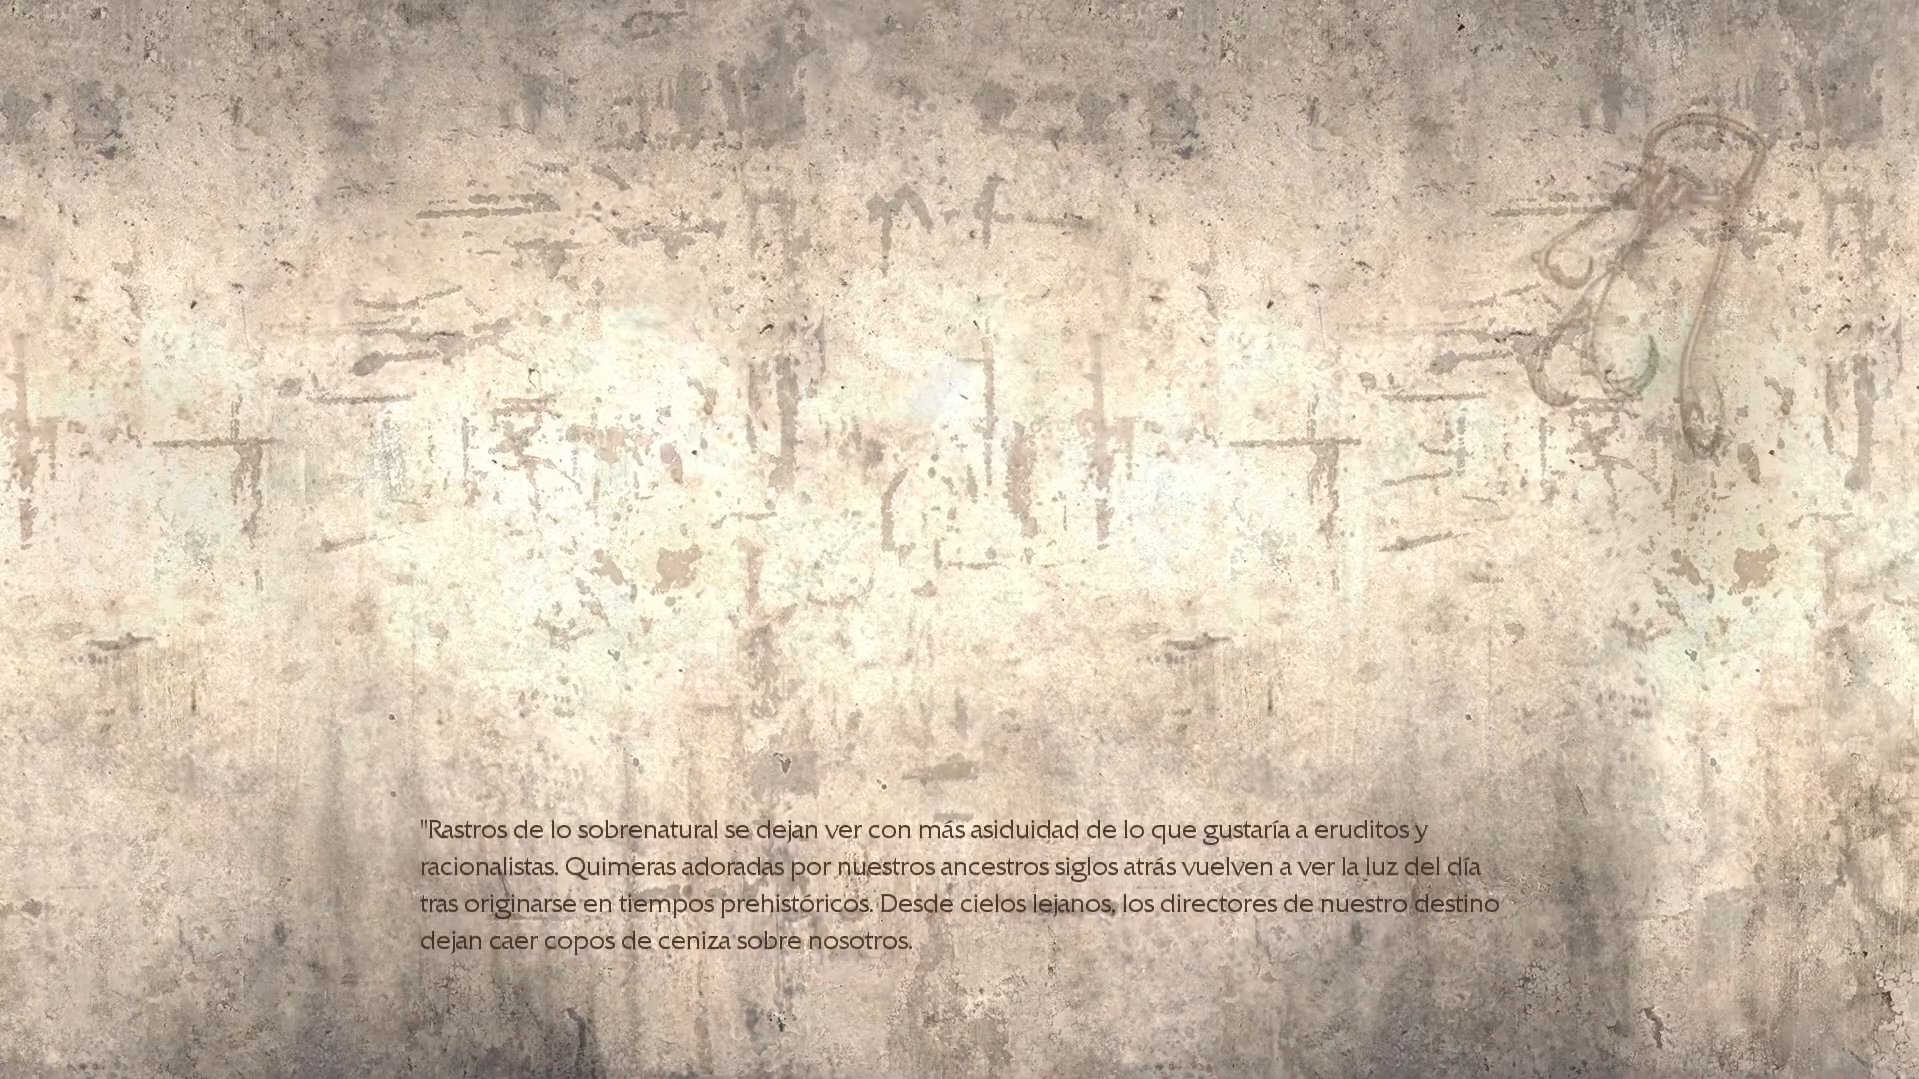 "Rastros de lo sobrenatural se dejan ver con más asiduidad de lo que gustaría a eruditos y
racionalistas. Quimeras adoradas por nuestros ancestros siglos atrás vuelven a ver la luz del día
tras originarse en tiempos prehistóricos. Desde cielos lejanos, los directores de nuestro destino
dejan caer copos de ceniza sobre nosotros.